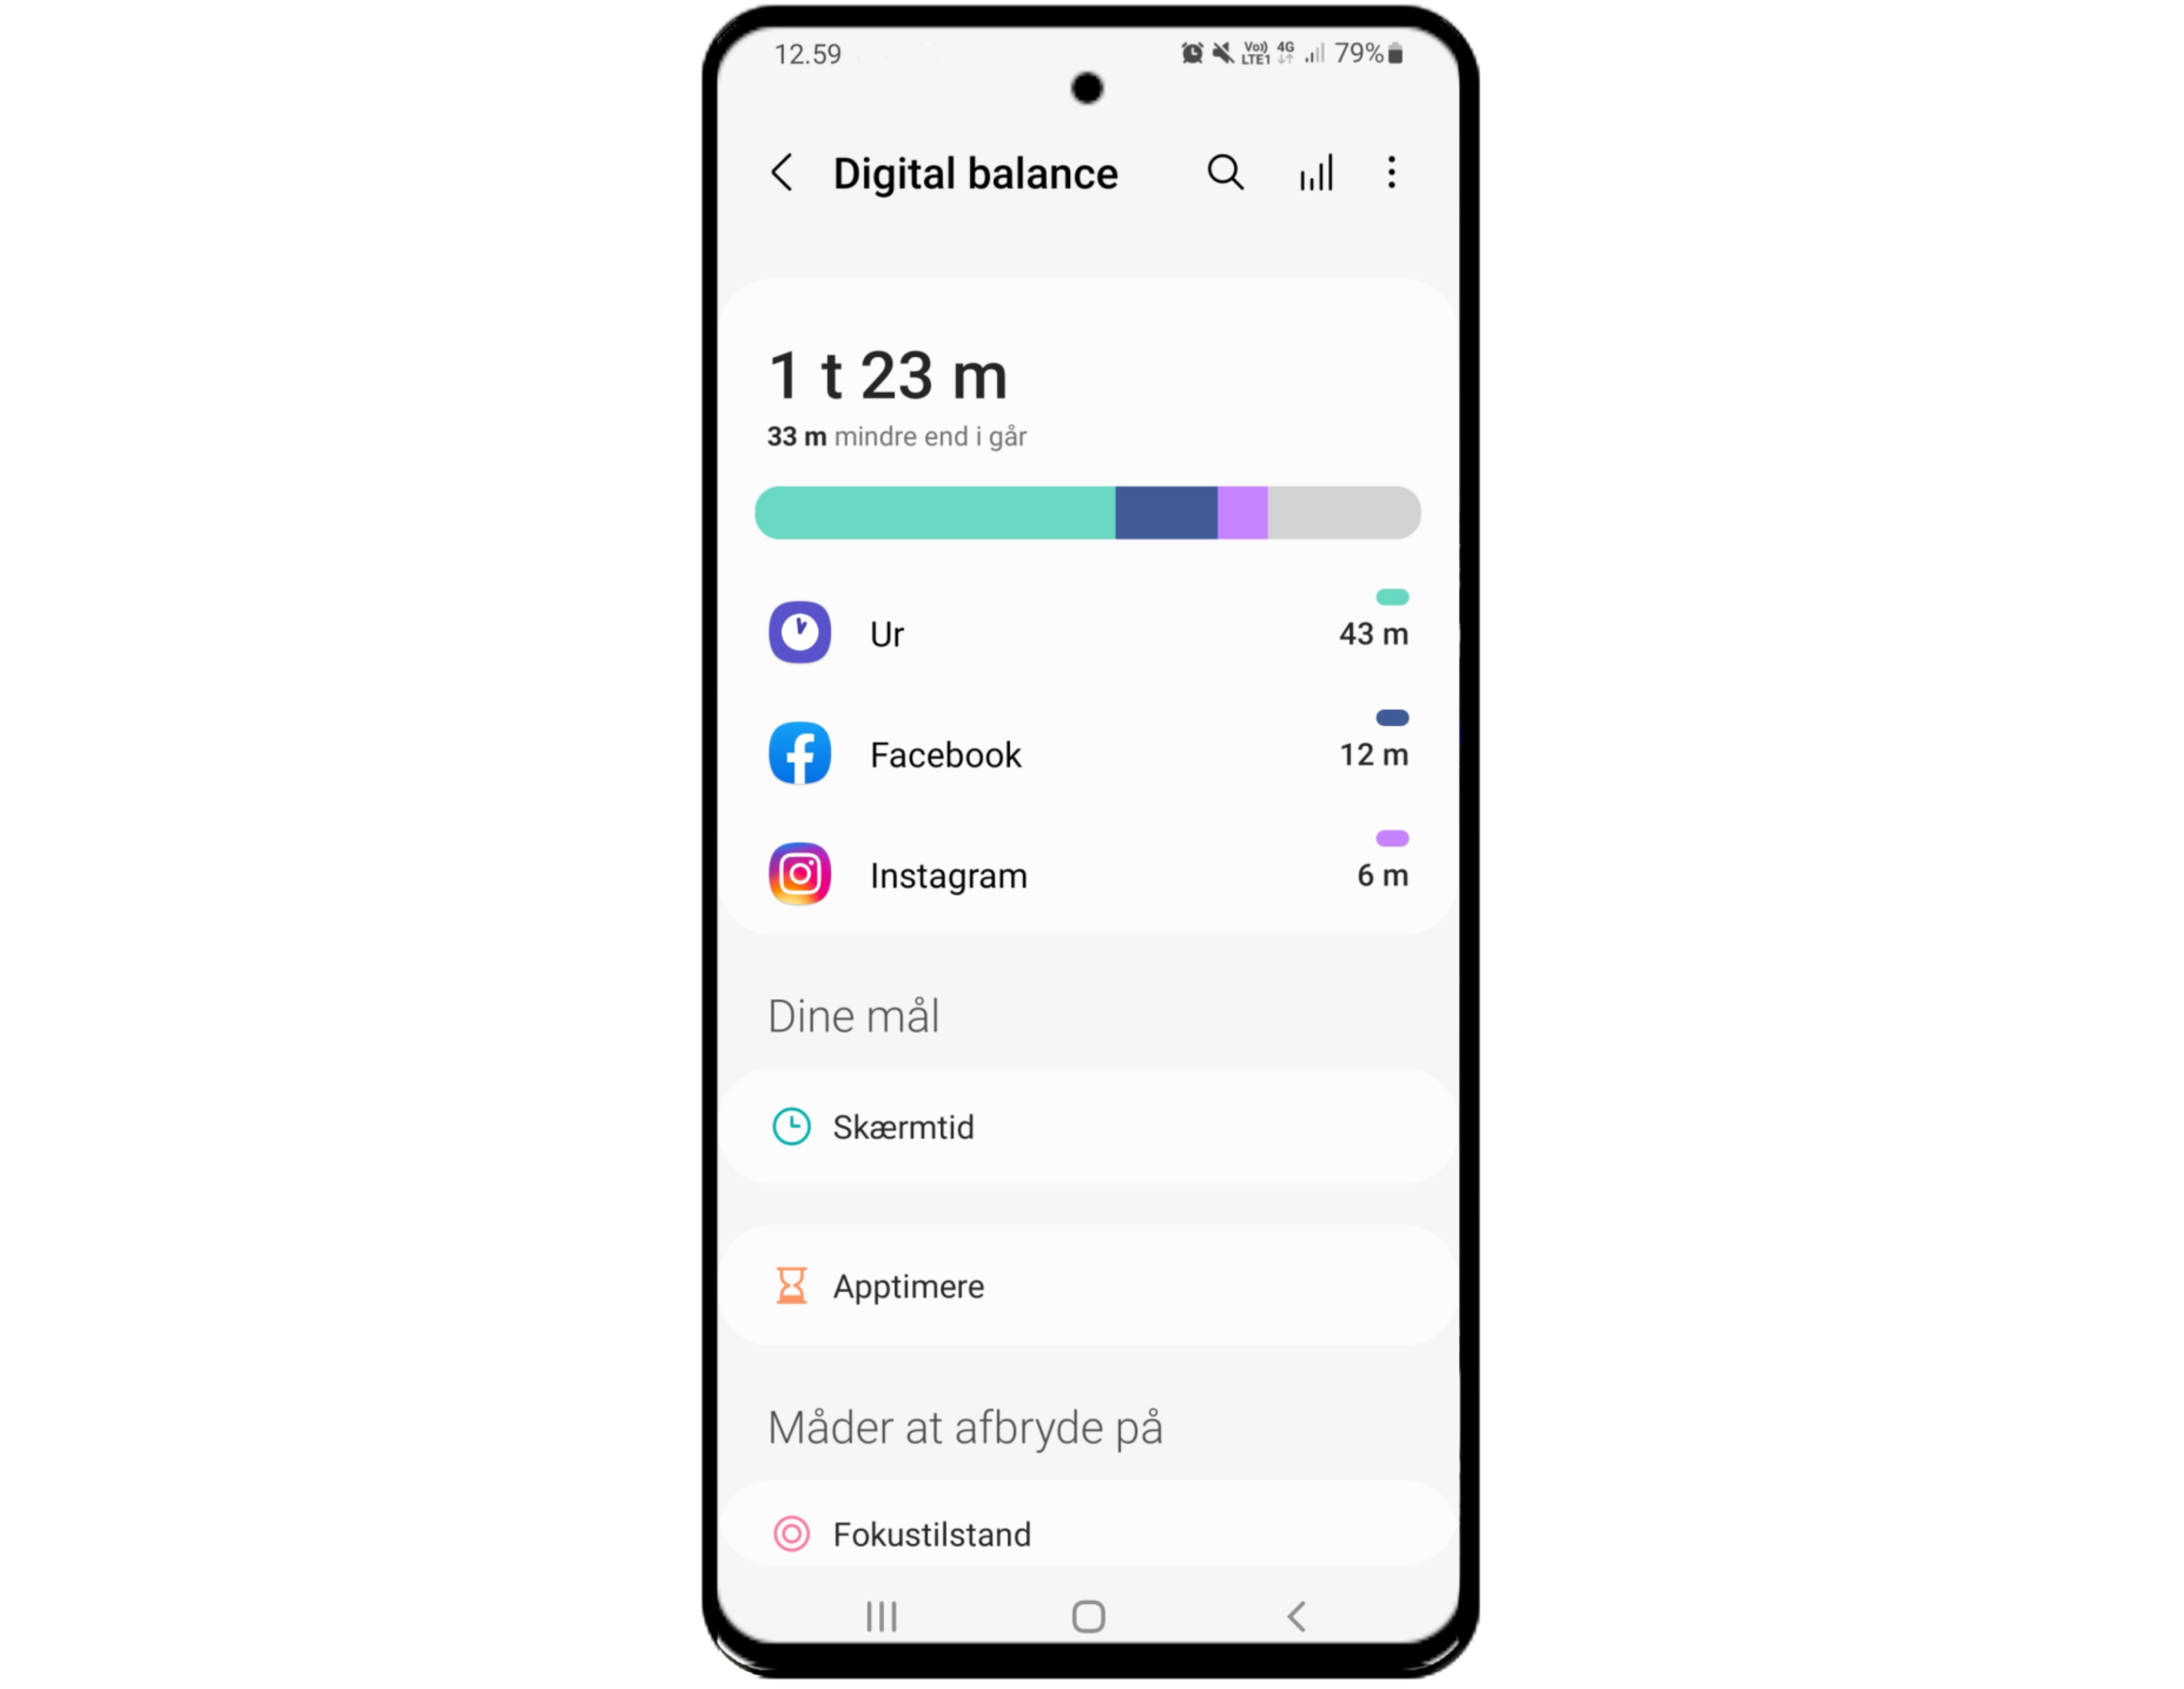 12.59
Vo)) LTE1 4G 79%
Digital balance
1 t 23 m
33 m mindre end i går
Ur
43 m
Facebook
12 m
Instagram
6 m
Dine mål
Skærmtid
Apptimere
Måder at afbryde på
Fokustilstand